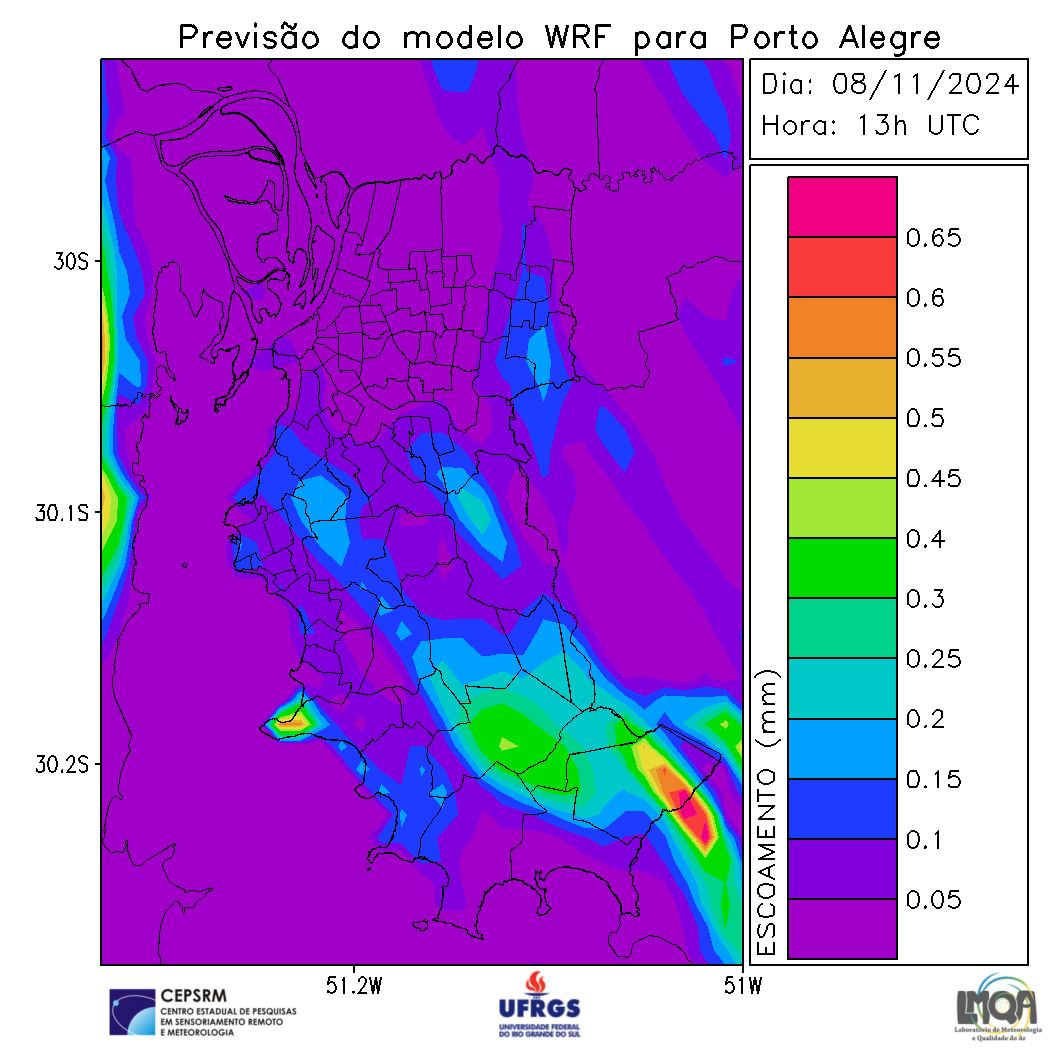 Previsão do modelo WRF para Porto Alegre
Dia: 08/11/2024
Hora: 13h UTC
0.65
0.6
0.55
0.5
0.45
0.4
0.3
0.25
0.2
0.15
0.1
0.05
ESCOAMENTO (mm)
30S
30.1S
30.2S
51.2W
51W
CEPSRM
CENTRO ESTADUAL DE PESQUISAS
EM SENSORIAMENTO REMOTO
E METEOROLOGIA
UFRGS
UNIVERSIDADE FEDERAL
DO RIO GRANDE DO SUL
LMQA
Laboratório de Meteorologia
e Qualidade do Ar